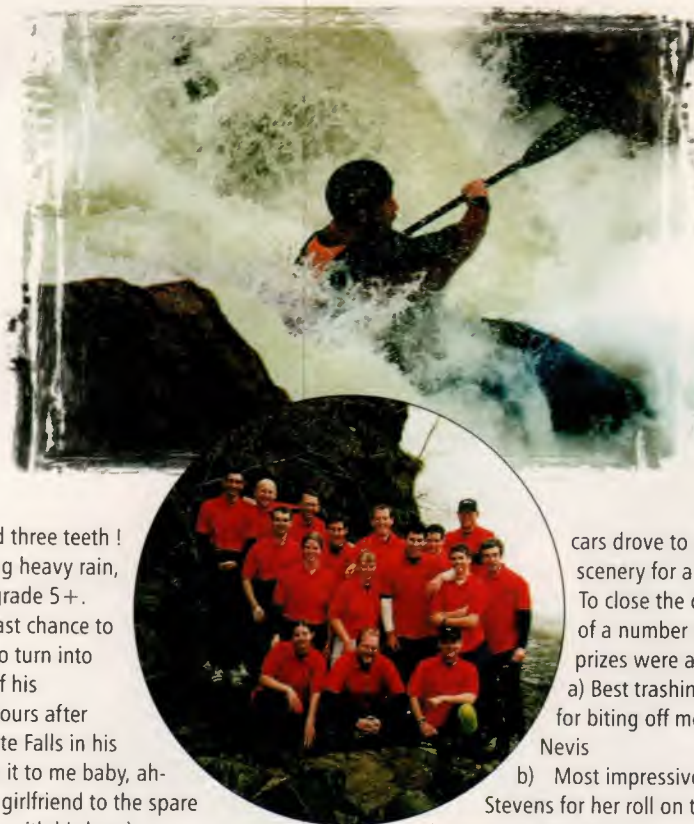 d three teeth !
g heavy rain,
grade 5+.
ast chance to
o turn into
f his
ours after
te Falls in his
it to me baby, ah-
girlfriend to the spare
cars drove to
scenery for a
To close the
of a number
prizes were a
a) Best trashin
for biting off m
Nevis
b) Most impressive
Stevens for her roll on t